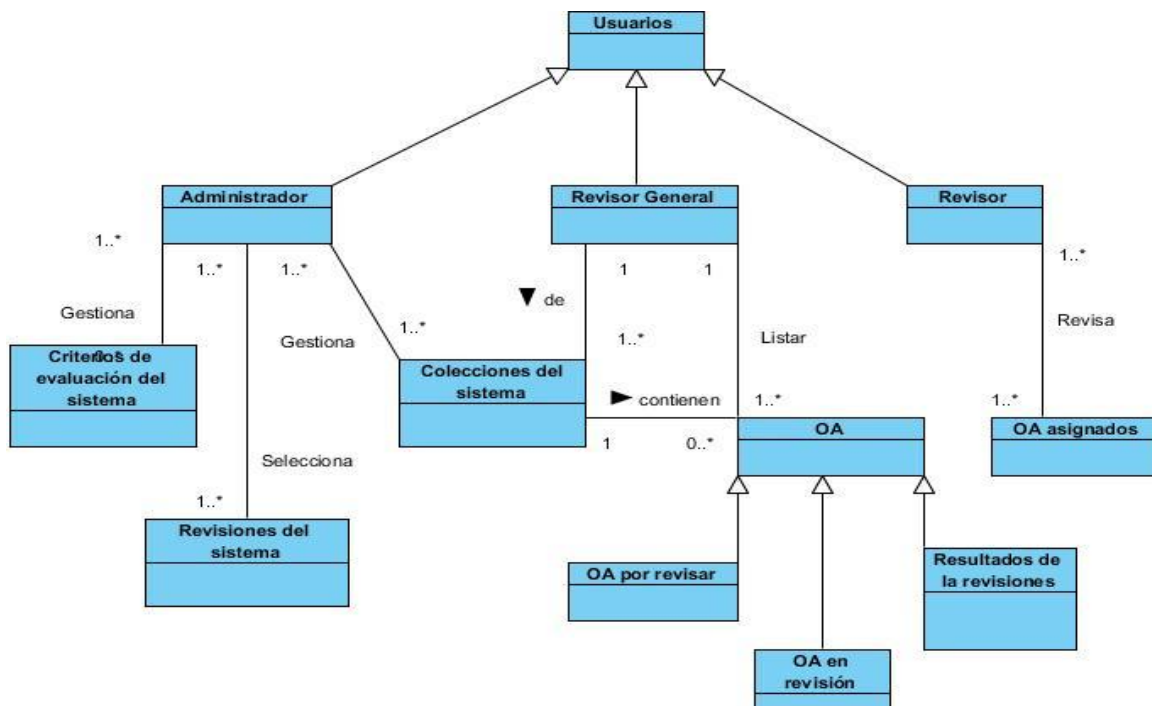 Usuarios
Administrador
Revisor General
Revisor
1..*
1..*
1..*
1
1
1..*
de
Gestiona
Gestiona
1..*
1..*
Listar
Revisa
Criterios de
evaluación del
sistema
Colecciones del
sistema
contienen
1..*
1..*
1
0..*
OA
OA asignados
Selecciona
1..*
Revisiones del
sistema
OA por revisar
Resultados de
la revisiones
OA en
revisión